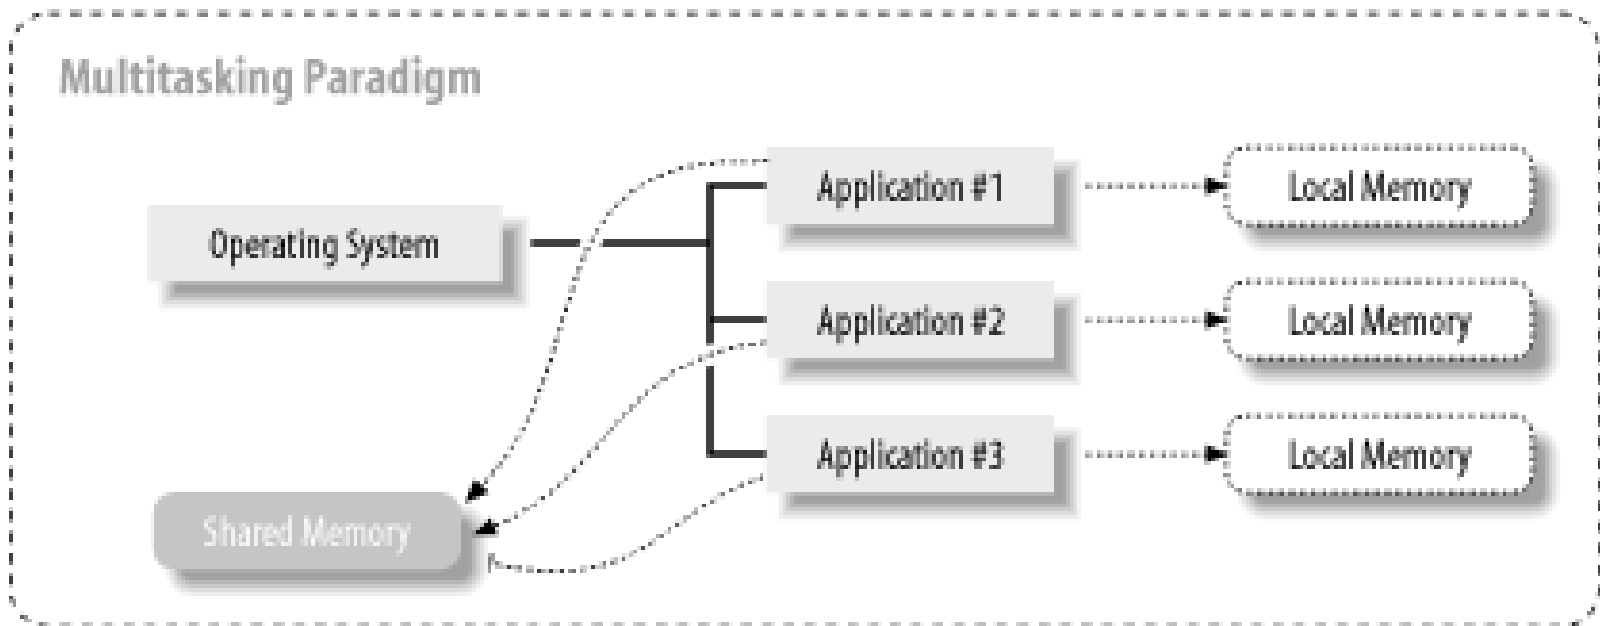 Multitasking Paradigm
Application #1
Local Memory
Operating System
Application #2
Local Memory
Application #3
Local Memory
Shared Memory